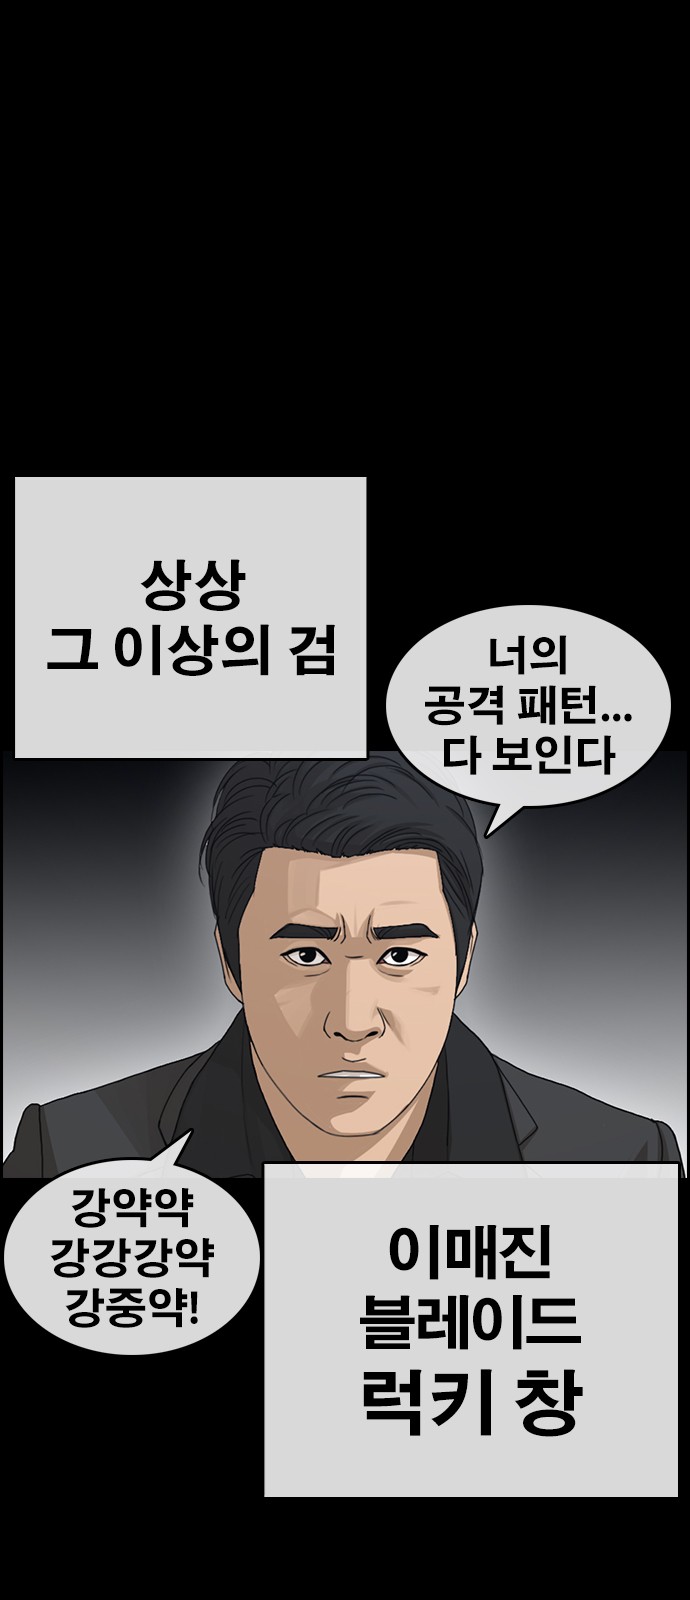 상상
그 이상의 검
너의
공격 패턴...
다 보인다
강약약
강강강약
강중약!
이매진
블레이드
럭키 창